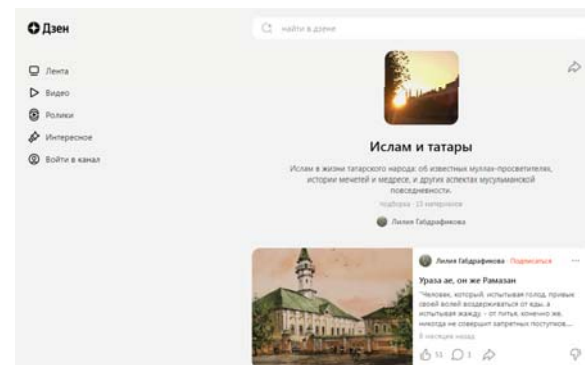 Дзен
найти в дзене
Лента
Видео
Ролики
Интересное
Войти в канал
Ислам и татары
Ислам в жизни татарского народа: об известных муллах-просветителях,
истории мечетей и медресе, и других аспектах мусульманской
повседневности.
подборка · 13 материалов
Лилия Габдрафикова
Лилия Габдрафикова · Подписаться
Ураза ае, он же Рамазан
"Человек, который, испытывая голод, привык
своей волей воздерживаться от еды, а
испытывая жажду, - от питья, конечно же,
никогда не совершит запретных поступков...
8 месяцев назад
51 1